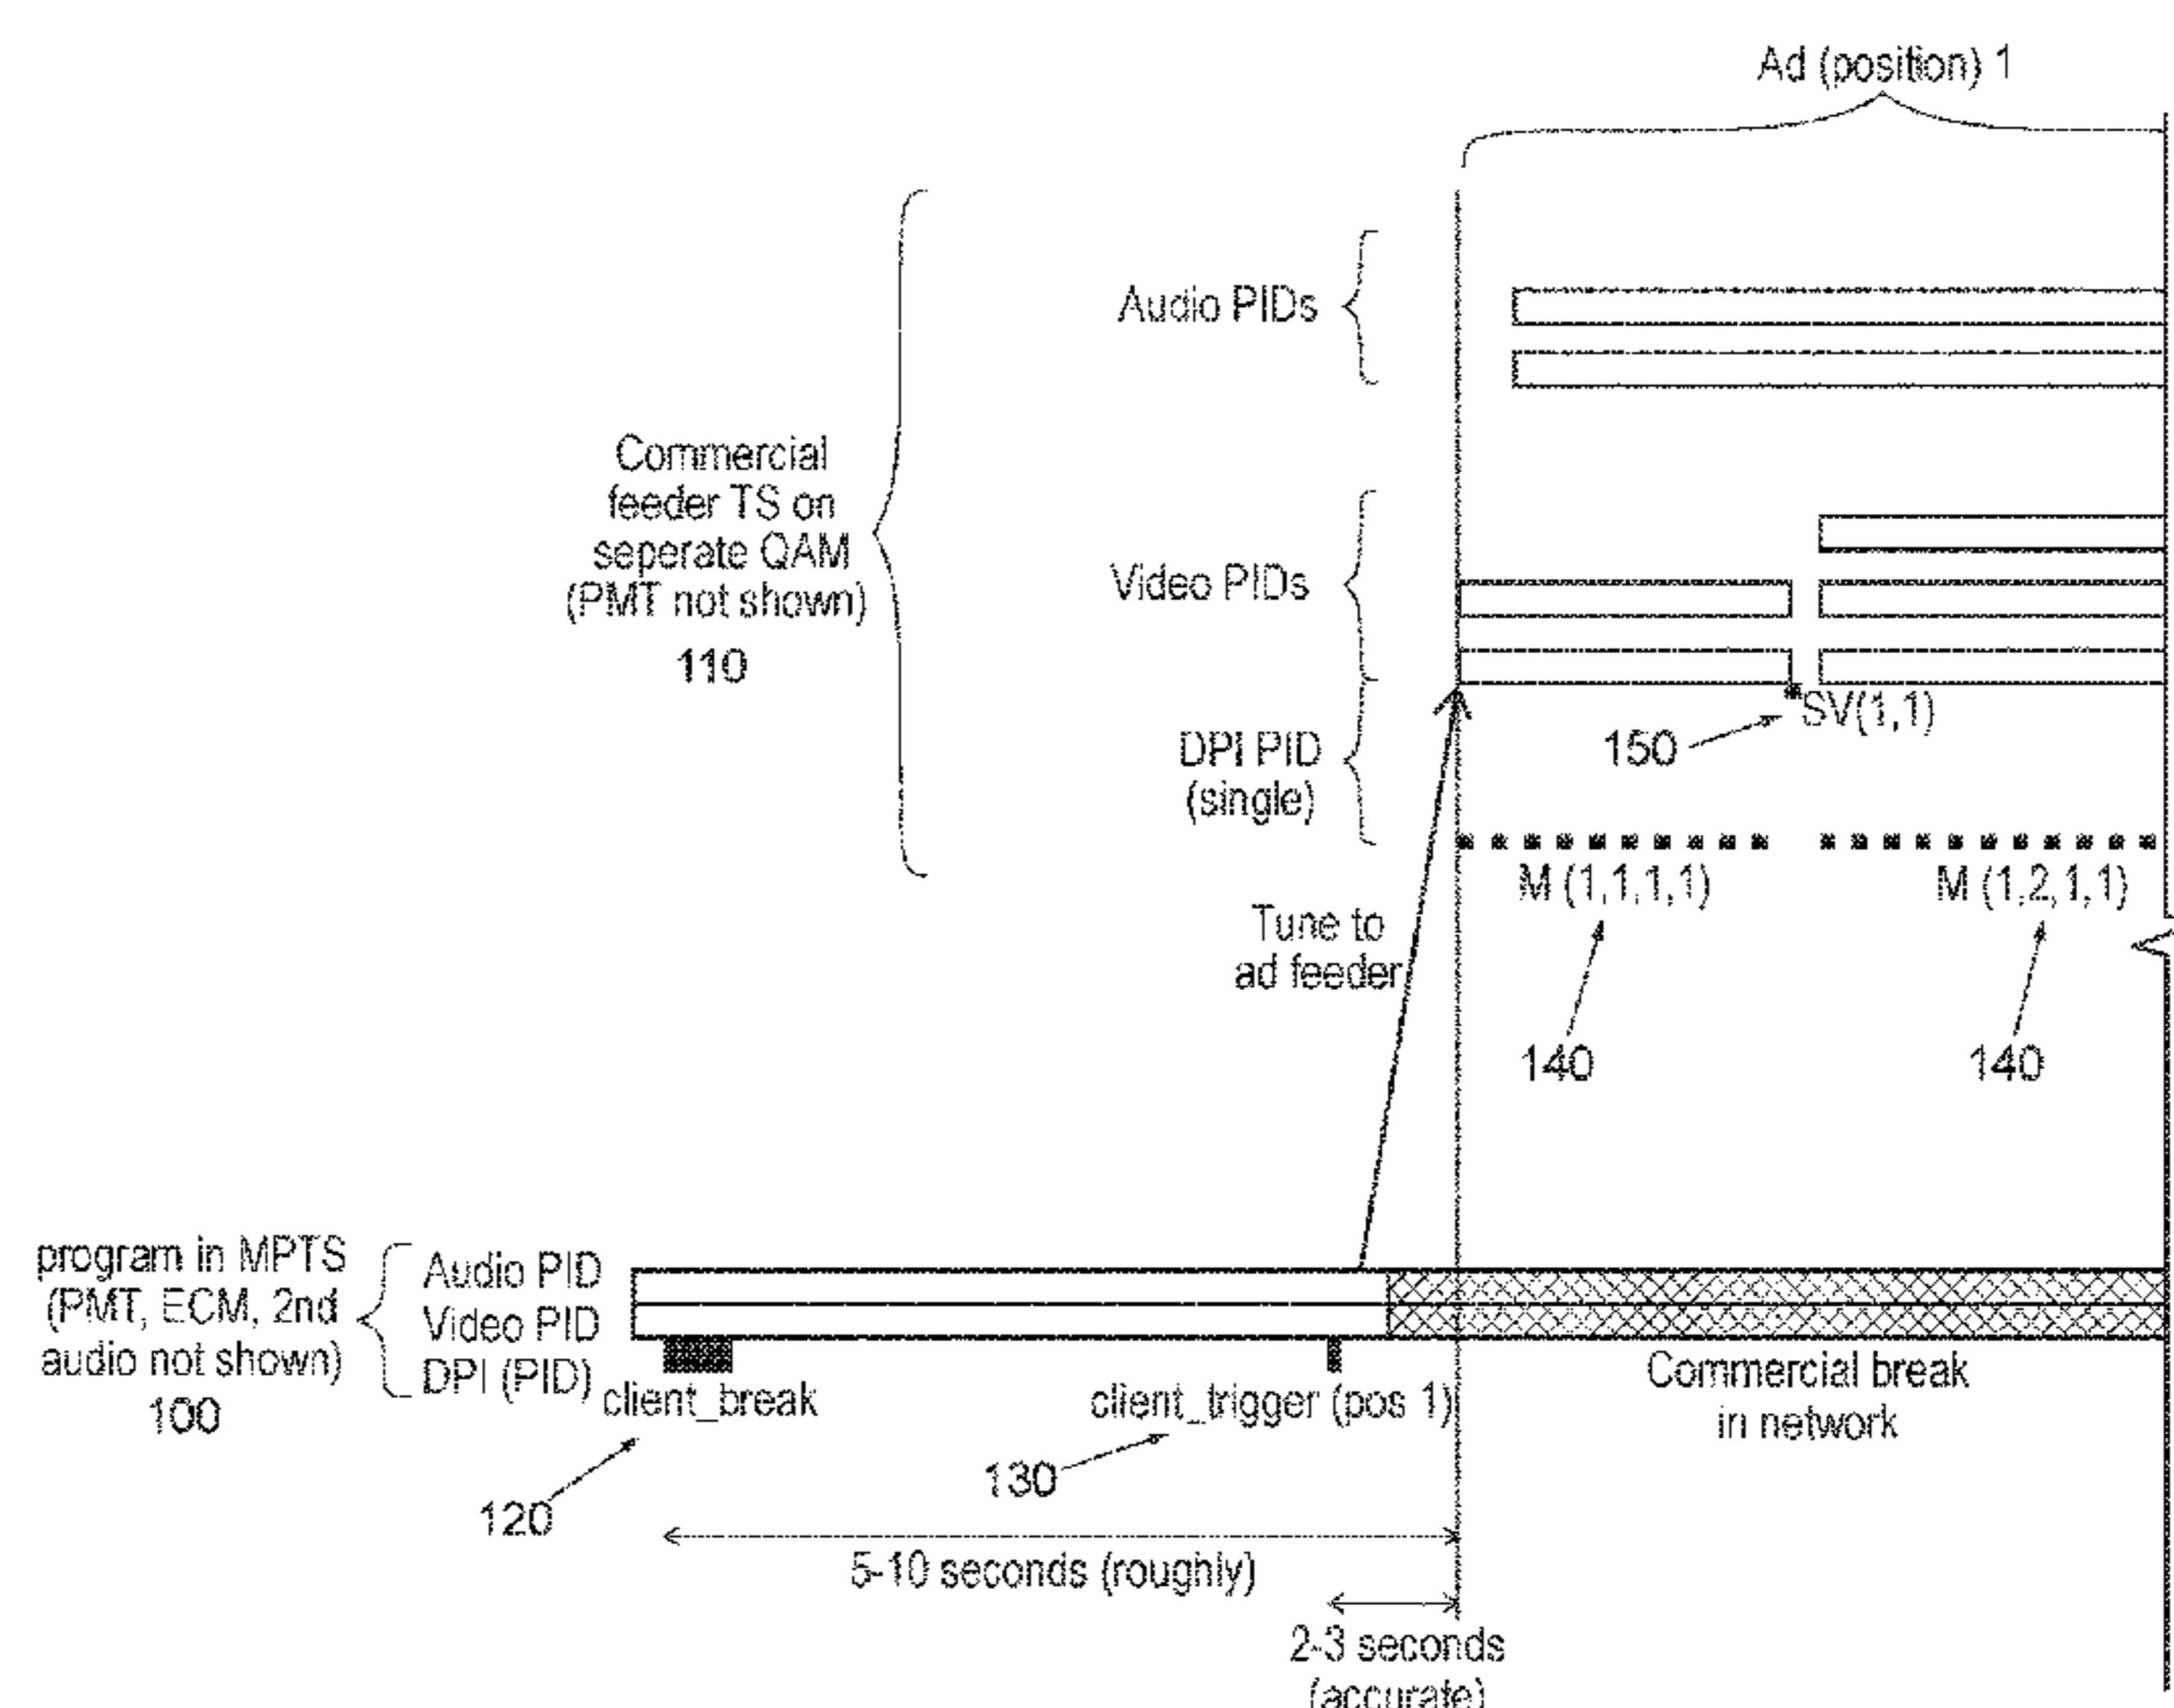 Ad (position) 1
Audio PIDs
Commercial
feeder TS on
seperate QAM
(PMT not shown)
110
Video PIDs
SV(1,1)
150
DPI PID
(single)
M (1,1,1,1)
M (1,2,1,1)
Tune to
ad feeder
140
140
program in MPTS
(PMT, ECM, 2nd
audio not shown)
100
Audio PID
Video PID
DPI (PID)
client_break
client_trigger (pos 1)
Commercial break
in network
120
130
5-10 seconds (roughly)
2-3 seconds
(accurate)